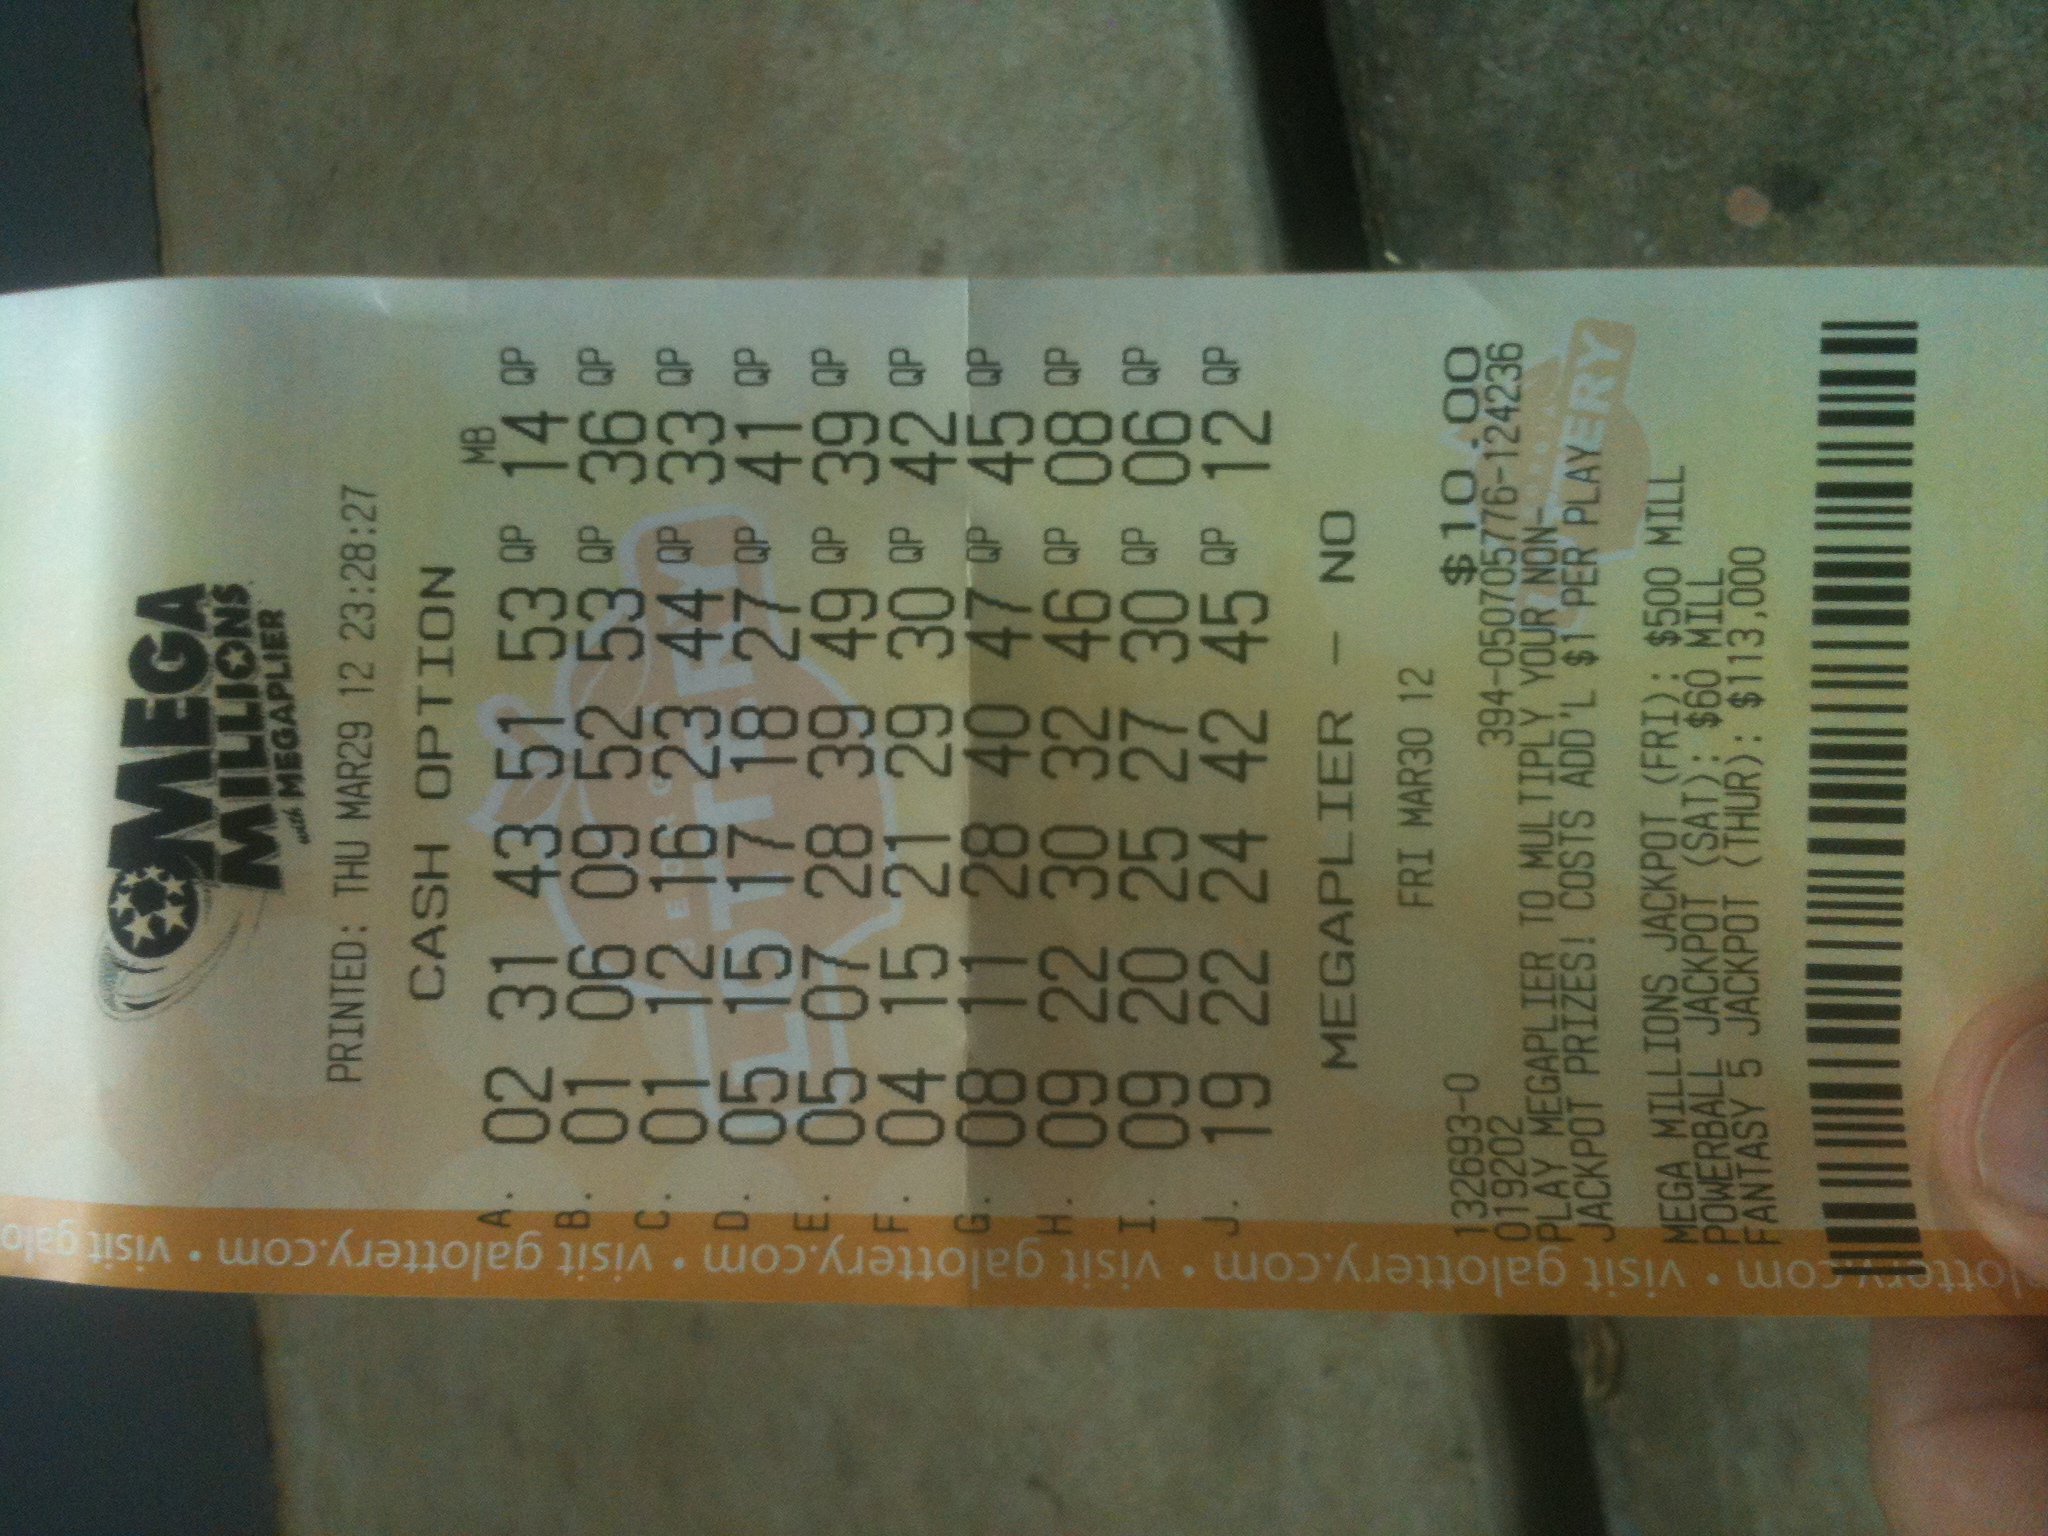 MEGA
MILLIONS
with MEGAPLIER
PRINTED: THU MAR29 12 23:28:27
CASH OPTION
MB
A. 02 31 43 51 53 QP 14 QP
B. 01 06 09 52 53 QP 36 QP
C. 01 12 16 23 44 QP 33 QP
D. 05 15 17 18 27 QP 41 QP
E. 05 07 28 39 49 QP 39 QP
F. 04 15 21 29 30 QP 42 QP
G. 08 11 28 40 47 QP 45 QP
H. 09 22 30 32 46 QP 08 QP
I. 09 20 25 27 30 QP 06 QP
J. 19 22 24 42 45 QP 12 QP
GEORGIA
LOTTERY
MEGAPLIER - NO
FRI MAR30 12
132693-0 $10.00
019202 394-050705776-124236
PLAY MEGAPLIER TO MULTIPLY YOUR NON-
JACKPOT PRIZES! COSTS ADD'L $1 PER PLAY
MEGA MILLIONS JACKPOT (FRI): $500 MILL
POWERBALL JACKPOT (SAT): $60 MILL
FANTASY 5 JACKPOT (THUR): $113,000
lottery.com • visit galottery.com • visit galottery.com • visit galottery.com • visit galottery.com • visit galo